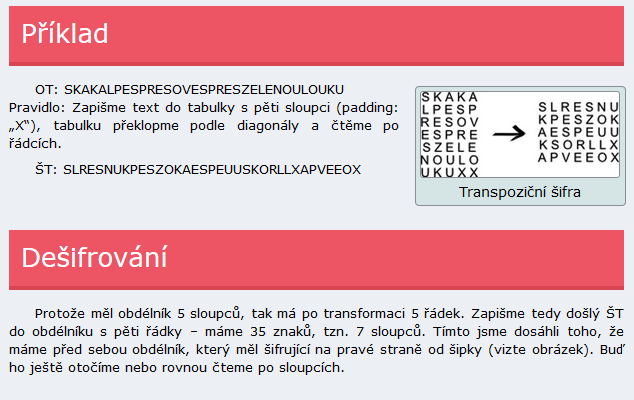 Příklad
OT: SKAKALPESPRESOVESPRESZELENOULOUKU
Pravidlo: Zapišme text do tabulky s pěti sloupci (padding:
„X“), tabulku překlopme podle diagonály a čtěme po
řádcích.
ŠT: SLRESNUKPESZOKAESPEUUSKORLLXAPVEEOX
SKAKA
LPESP
RESOV
ESPRE
SZELE
NOULO
UKUXX
SLRESNU
KPESZOK
AESPEUU
KSORLLX
APVEEOX
Transpoziční šifra
Dešifrování
Protože měl obdélník 5 sloupců, tak má po transformaci 5 řádek. Zapišme tedy došlý ŠT
do obdélníku s pěti řádky – máme 35 znaků, tzn. 7 sloupců. Tímto jsme dosáhli toho, že
máme před sebou obdélník, který měl šifrující na pravé straně od šipky (vizte obrázek). Buď
ho ještě otočíme nebo rovnou čteme po sloupcích.